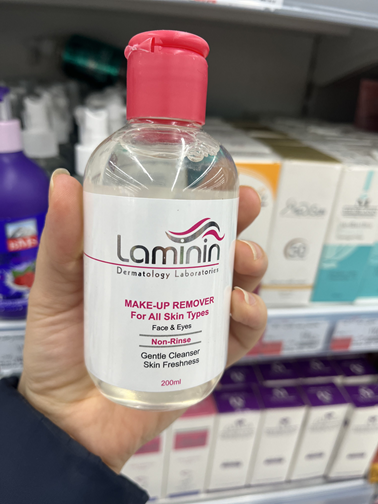 Laminin
Dermatology Laboratories
MAKE-UP REMOVER
For All Skin Types
Face & Eyes
Non-Rinse
Gentle Cleanser
Skin Freshness
200ml